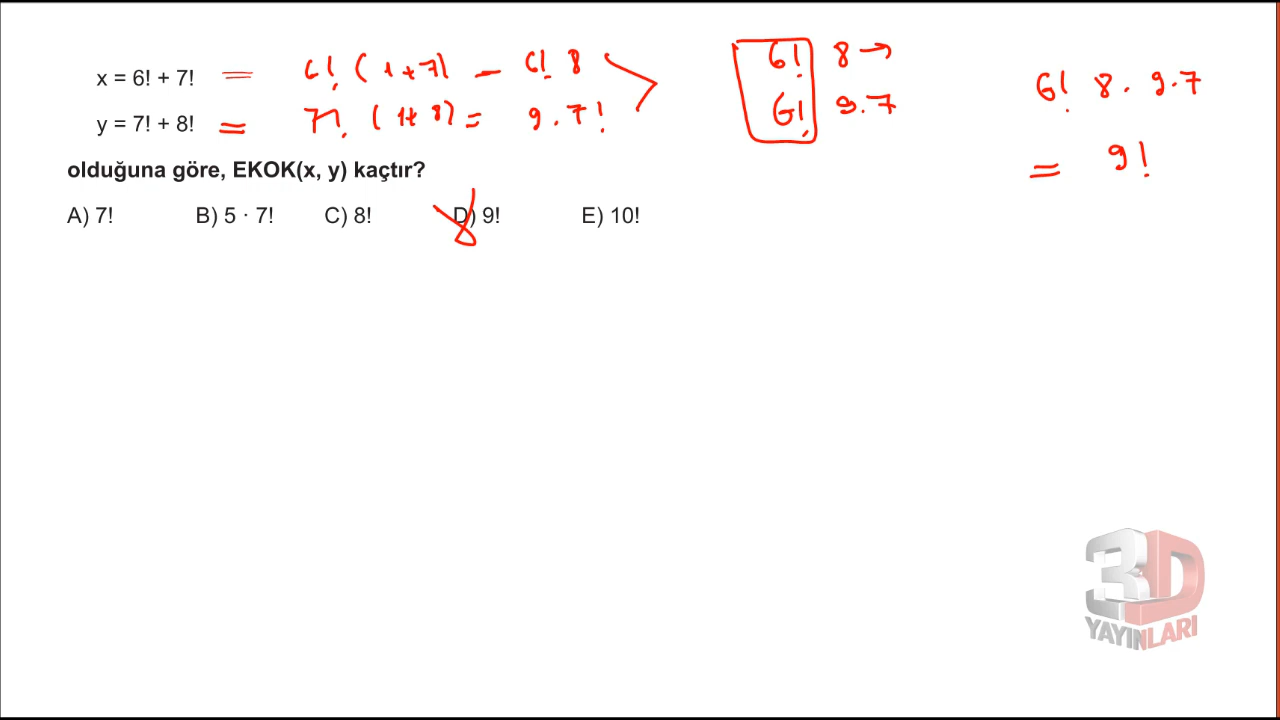 x = 6! + 7! = 6! (1+7) = 6! 8
y = 7! + 8! = 7! (1+8) = 9.7!
6! 8 →
6! 9.7
6! 8. 9.7
= 9!
olduğuna göre, EKOK(x, y) kaçtır?
A) 7! B) 5 · 7! C) 8! D) 9! E) 10!
3D
YAYINLARI